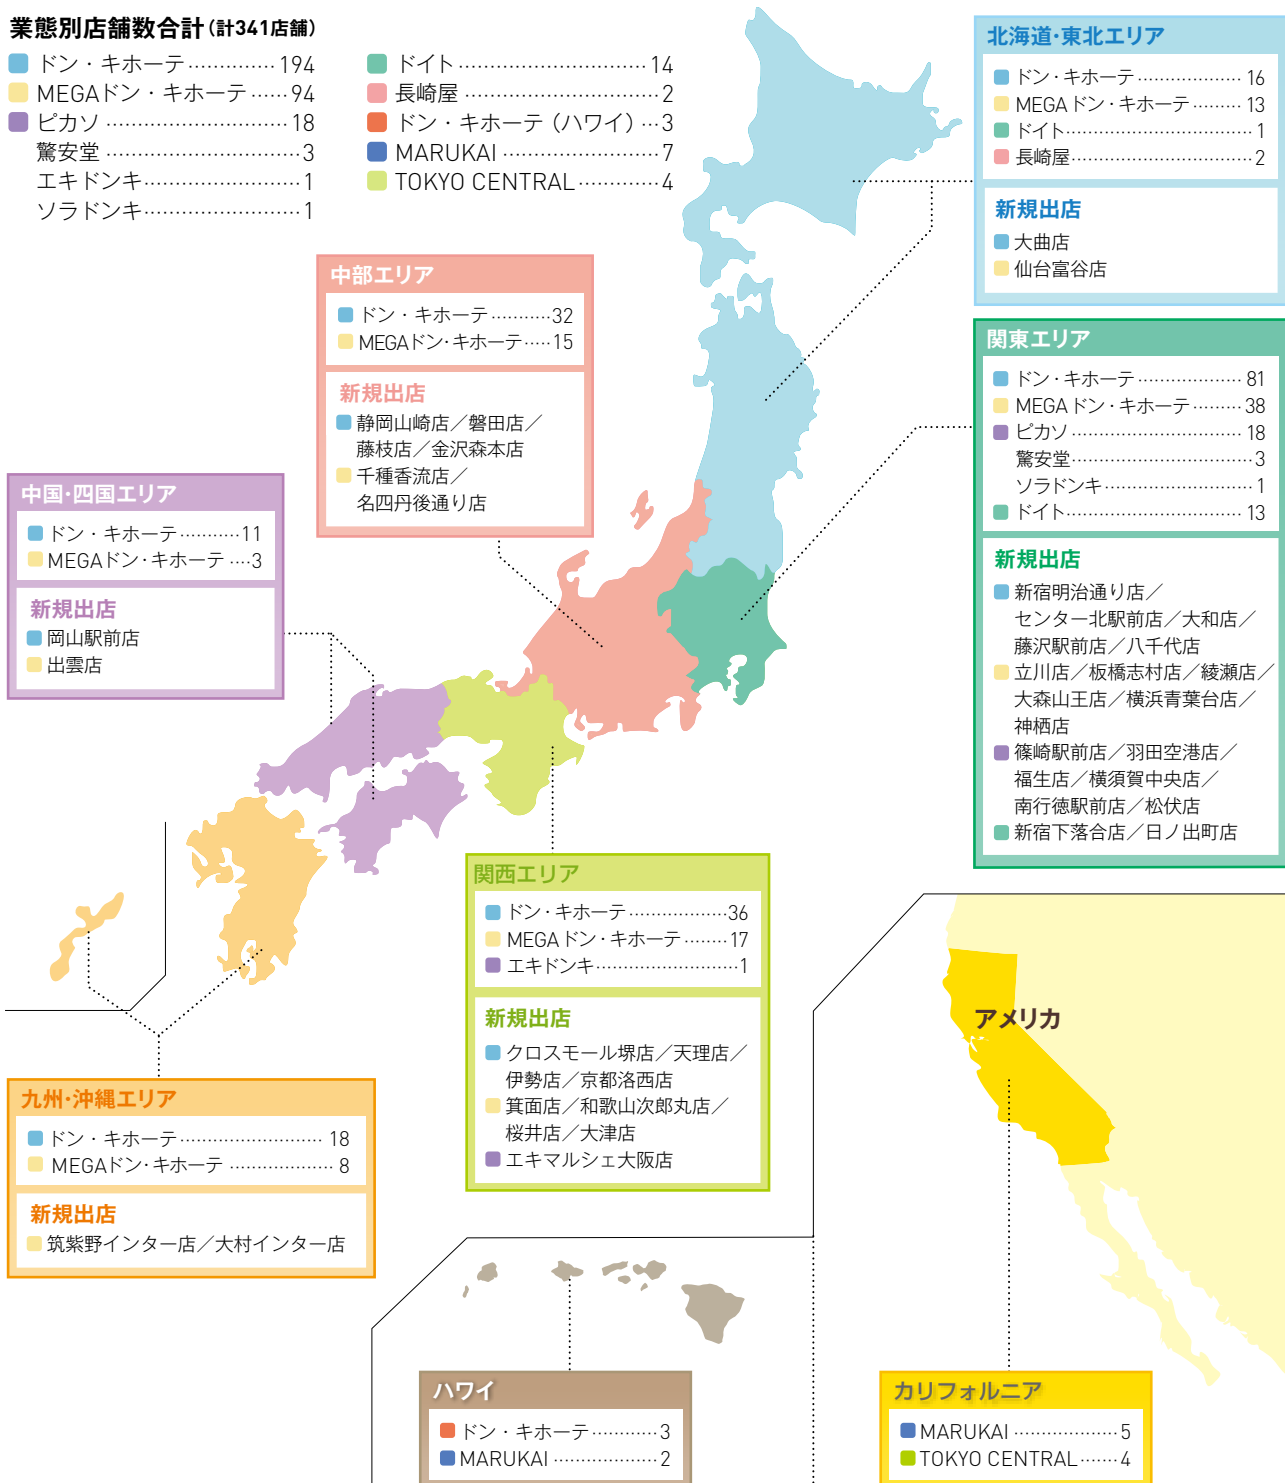 業態別店舗数合計(計341店舗)
ドン・キホーテ……………194
MEGAドン・キホーテ……94
ピカソ……………………18
驚安堂……………………3
エキドンキ…………………1
ソラドンキ…………………1
ドイト……………………14
長崎屋……………………2
ドン・キホーテ（ハワイ）…3
MARUKAI………………7
TOKYO CENTRAL…………4
北海道・東北エリア
ドン・キホーテ……………16
MEGAドン・キホーテ………13
ドイト……………………1
長崎屋……………………2
新規出店
大曲店
仙台富谷店
中部エリア
ドン・キホーテ…………32
MEGAドン・キホーテ……15
新規出店
静岡山崎店／磐田店／
藤枝店／金沢森本店
千種香流店／
名四丹後通り店
関東エリア
ドン・キホーテ……………81
MEGAドン・キホーテ………38
ピカソ……………………18
驚安堂……………………3
ソラドンキ…………………1
ドイト……………………13
新規出店
新宿明治通り店／
センター北駅前店／大和店／
藤沢駅前店／八千代店
立川店／板橋志村店／綾瀬店／
大森山王店／横浜青葉台店／
神栖店
篠崎駅前店／羽田空港店／
福生店／横須賀中央店／
南行徳駅前店／松伏店
新宿下落合店／日ノ出町店
中国・四国エリア
ドン・キホーテ…………11
MEGAドン・キホーテ……3
新規出店
岡山駅前店
出雲店
関西エリア
ドン・キホーテ……………36
MEGAドン・キホーテ………17
エキドンキ…………………1
新規出店
クロスモール堺店／天理店／
伊勢店／京都洛西店
箕面店／和歌山次郎丸店／
桜井店／大津店
エキマルシェ大阪店
九州・沖縄エリア
ドン・キホーテ……………18
MEGAドン・キホーテ………8
新規出店
筑紫野インター店／大村インター店
アメリカ
ハワイ
ドン・キホーテ…………3
MARUKAI………………2
カリフォルニア
MARUKAI………………5
TOKYO CENTRAL………4